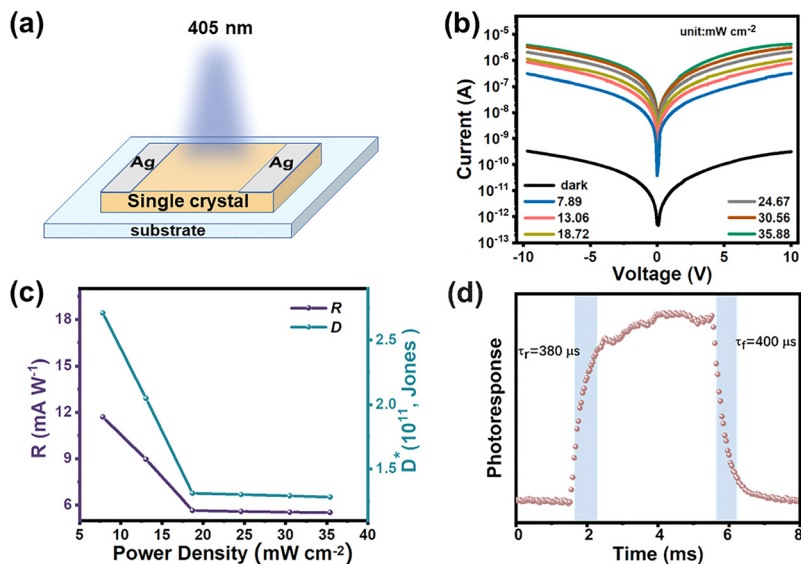 (a)
405 nm
Ag
Ag
Single crystal
substrate
(b)
unit:mW cm-2
Current (A)
10-5
10-6
10-7
10-8
10-9
10-10
10-11
10-12
10-13
dark
7.89
13.06
18.72
24.67
30.56
35.88
-10
-5
0
5
10
Voltage (V)
(c)
R (mA W-1)
18
15
12
9
6
R
D
2.5
2.0
1.5
D* (1011, Jones )
5 10 15 20 25 30 35 40
Power Density (mW cm-2)
(d)
Photoresponse
τr=380 μs
τf=400 μs
0 2 4 6 8
Time (ms)